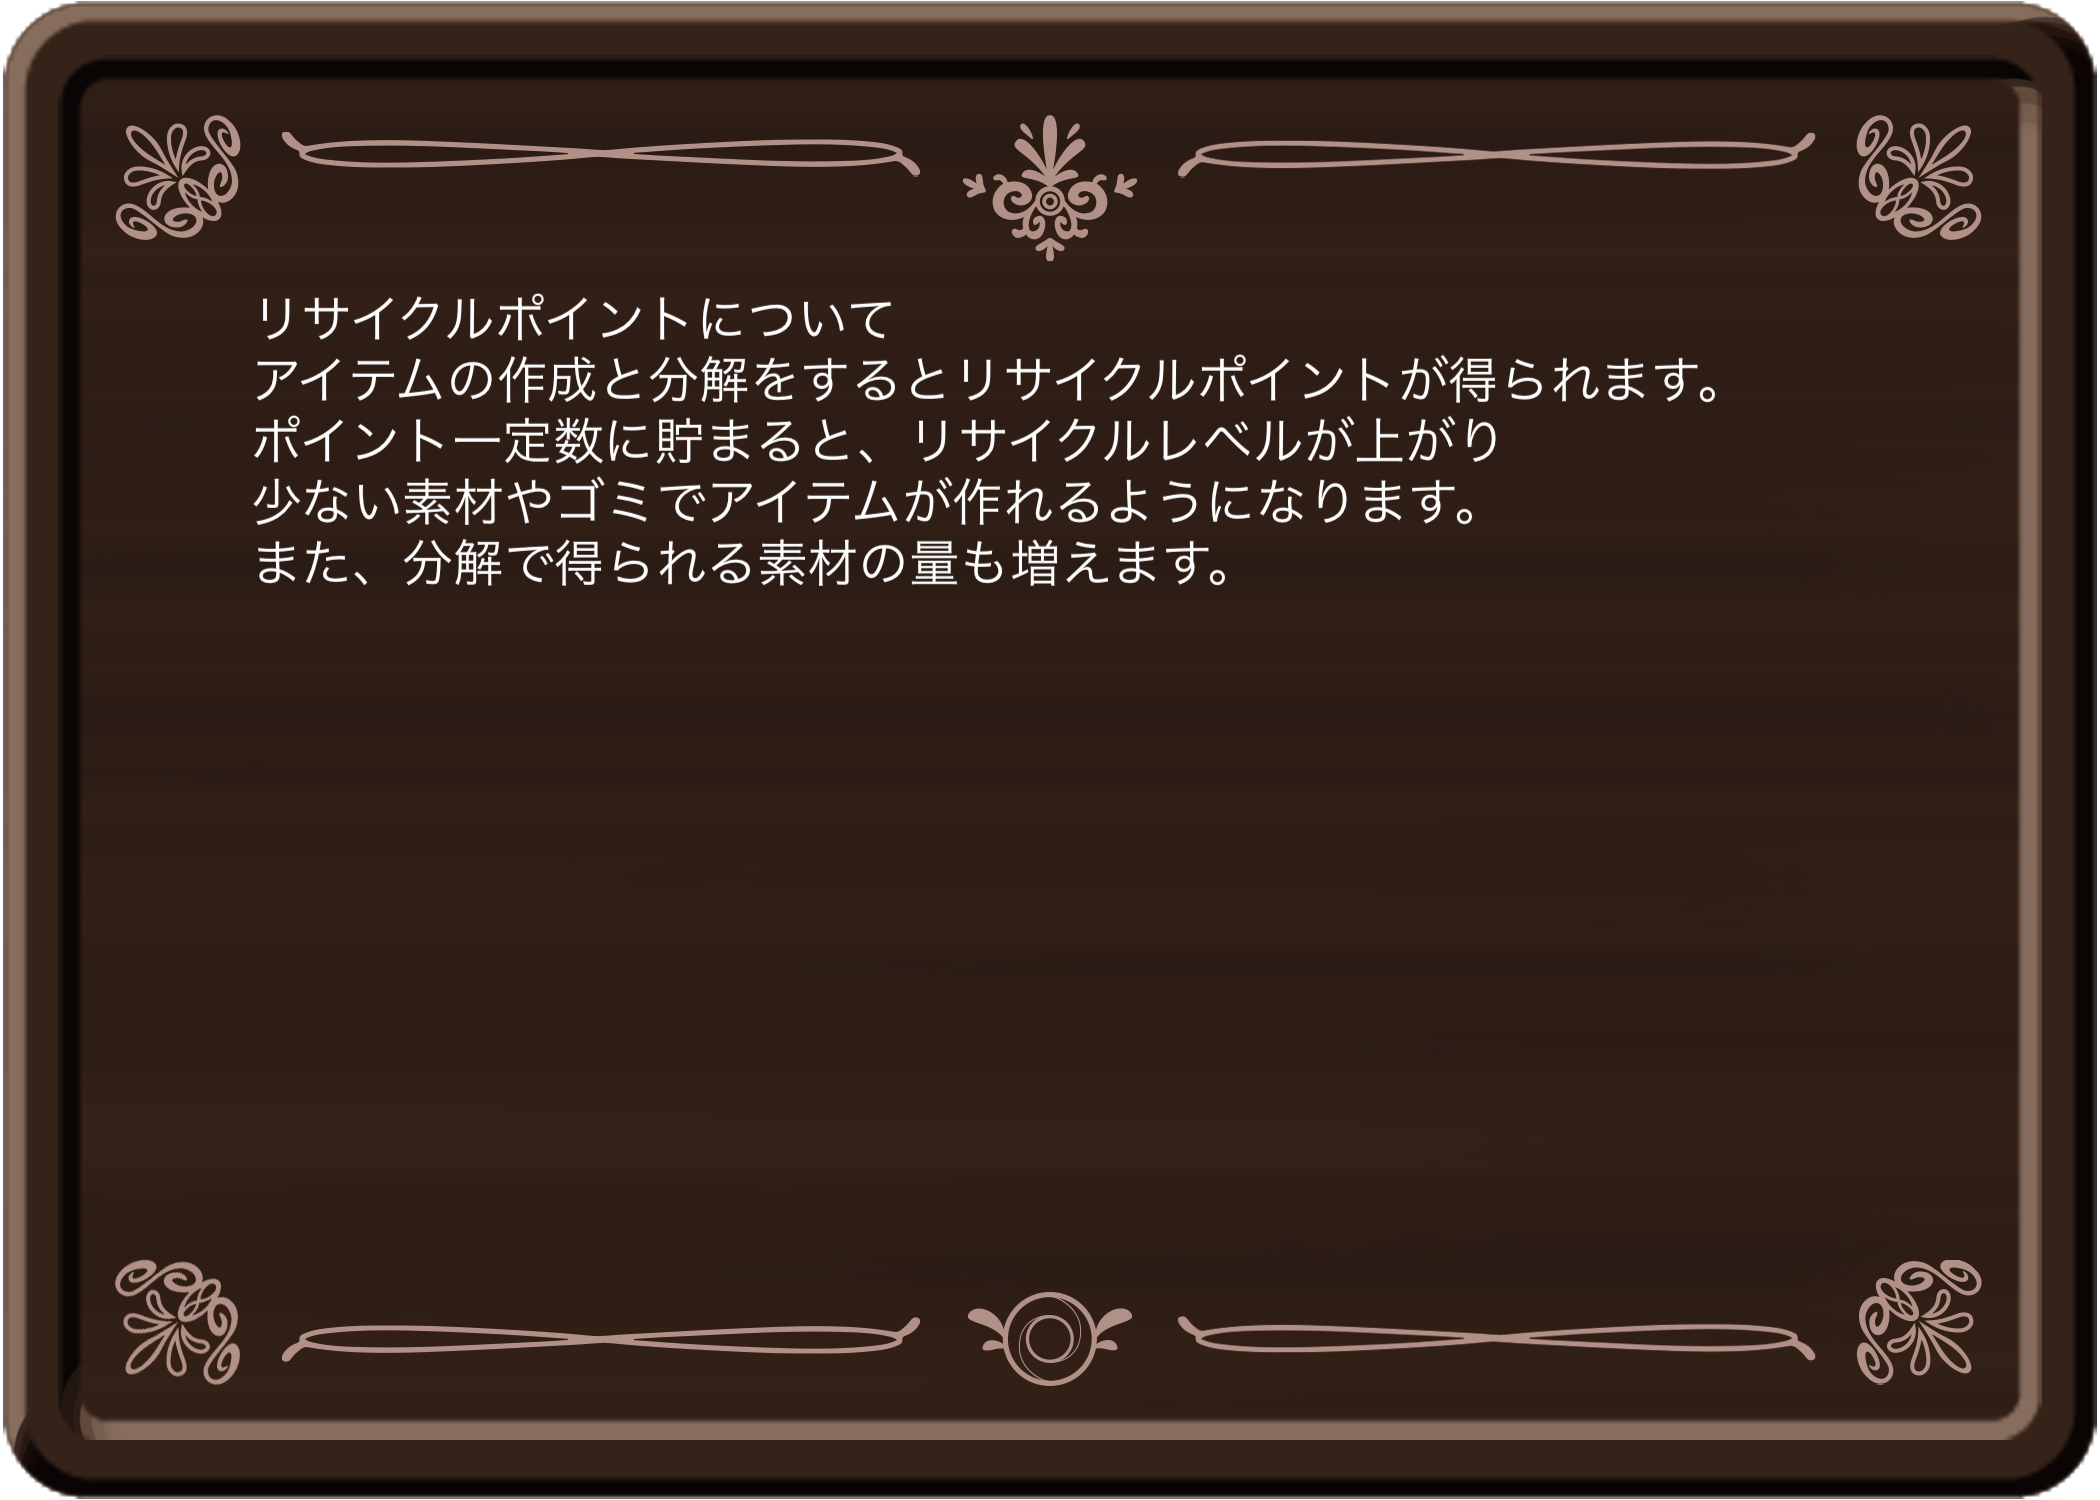 リサイクルポイントについて
アイテムの作成と分解をするとリサイクルポイントが得られます。
ポイント一定数に貯まると、リサイクルレベルが上がり
少ない素材やゴミでアイテムが作れるようになります。
また、分解で得られる素材の量も増えます。